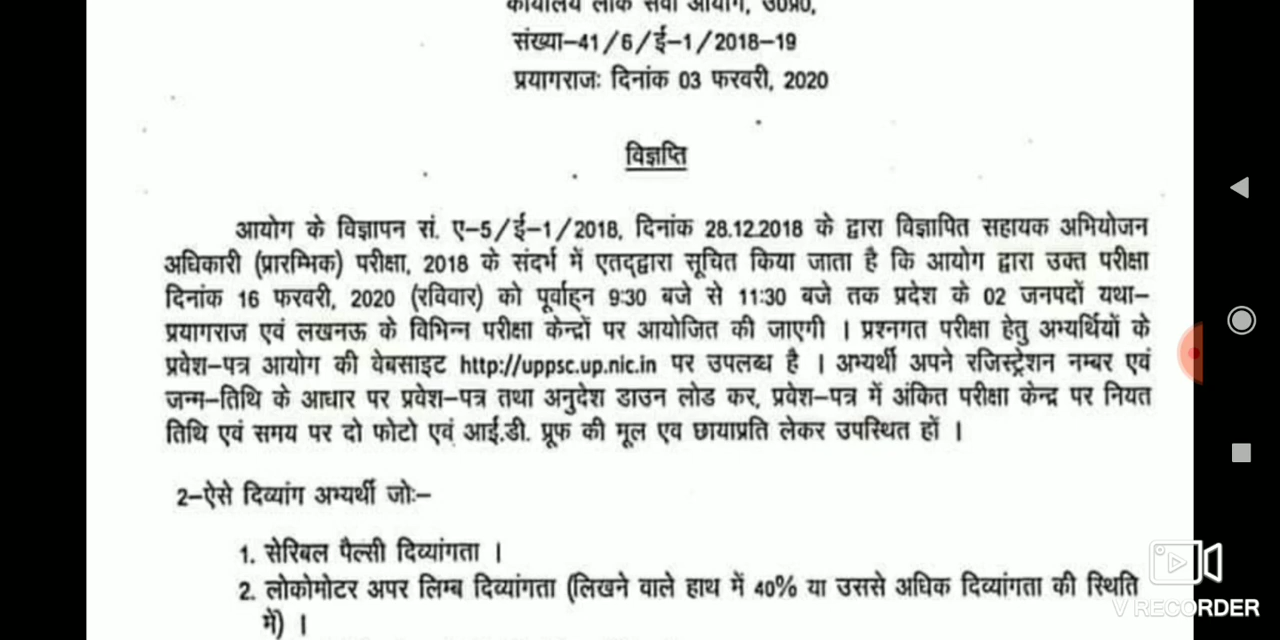 कार्यालय लोक सेवा आयोग, उ0प्र0,
संख्या–41/6/ई–1/2018–19
प्रयागराजः दिनांक 03 फरवरी, 2020
विज्ञप्ति
आयोग के विज्ञापन सं. ए–5/ई–1/2018, दिनांक 28.12.2018 के द्वारा विज्ञापित सहायक अभियोजन
अधिकारी (प्रारम्भिक) परीक्षा, 2018 के संदर्भ में एतद्द्वारा सूचित किया जाता है कि आयोग द्वारा उक्त परीक्षा
दिनांक 16 फरवरी, 2020 (रविवार) को पूर्वाहन 9:30 बजे से 11:30 बजे तक प्रदेश के 02 जनपदों यथा–
प्रयागराज एवं लखनऊ के विभिन्न परीक्षा केन्द्रों पर आयोजित की जाएगी । प्रश्नगत परीक्षा हेतु अभ्यर्थियों के
प्रवेश–पत्र आयोग की वेबसाइट http://uppsc.up.nic.in पर उपलब्ध है । अभ्यर्थी अपने रजिस्ट्रेशन नम्बर एवं
जन्म–तिथि के आधार पर प्रवेश–पत्र तथा अनुदेश डाउन लोड कर, प्रवेश–पत्र में अंकित परीक्षा केन्द्र पर नियत
तिथि एवं समय पर दो फोटो एवं आई.डी. प्रूफ की मूल एव छायाप्रति लेकर उपस्थित हों ।
2–ऐसे दिव्यांग अभ्यर्थी जोः–
1. सेरिबल पैल्सी दिव्यांगता ।
2. लोकोमोटर अपर लिम्ब दिव्यांगता (लिखने वाले हाथ में 40% या उससे अधिक दिव्यांगता की स्थिति
में) ।
V RECORDER